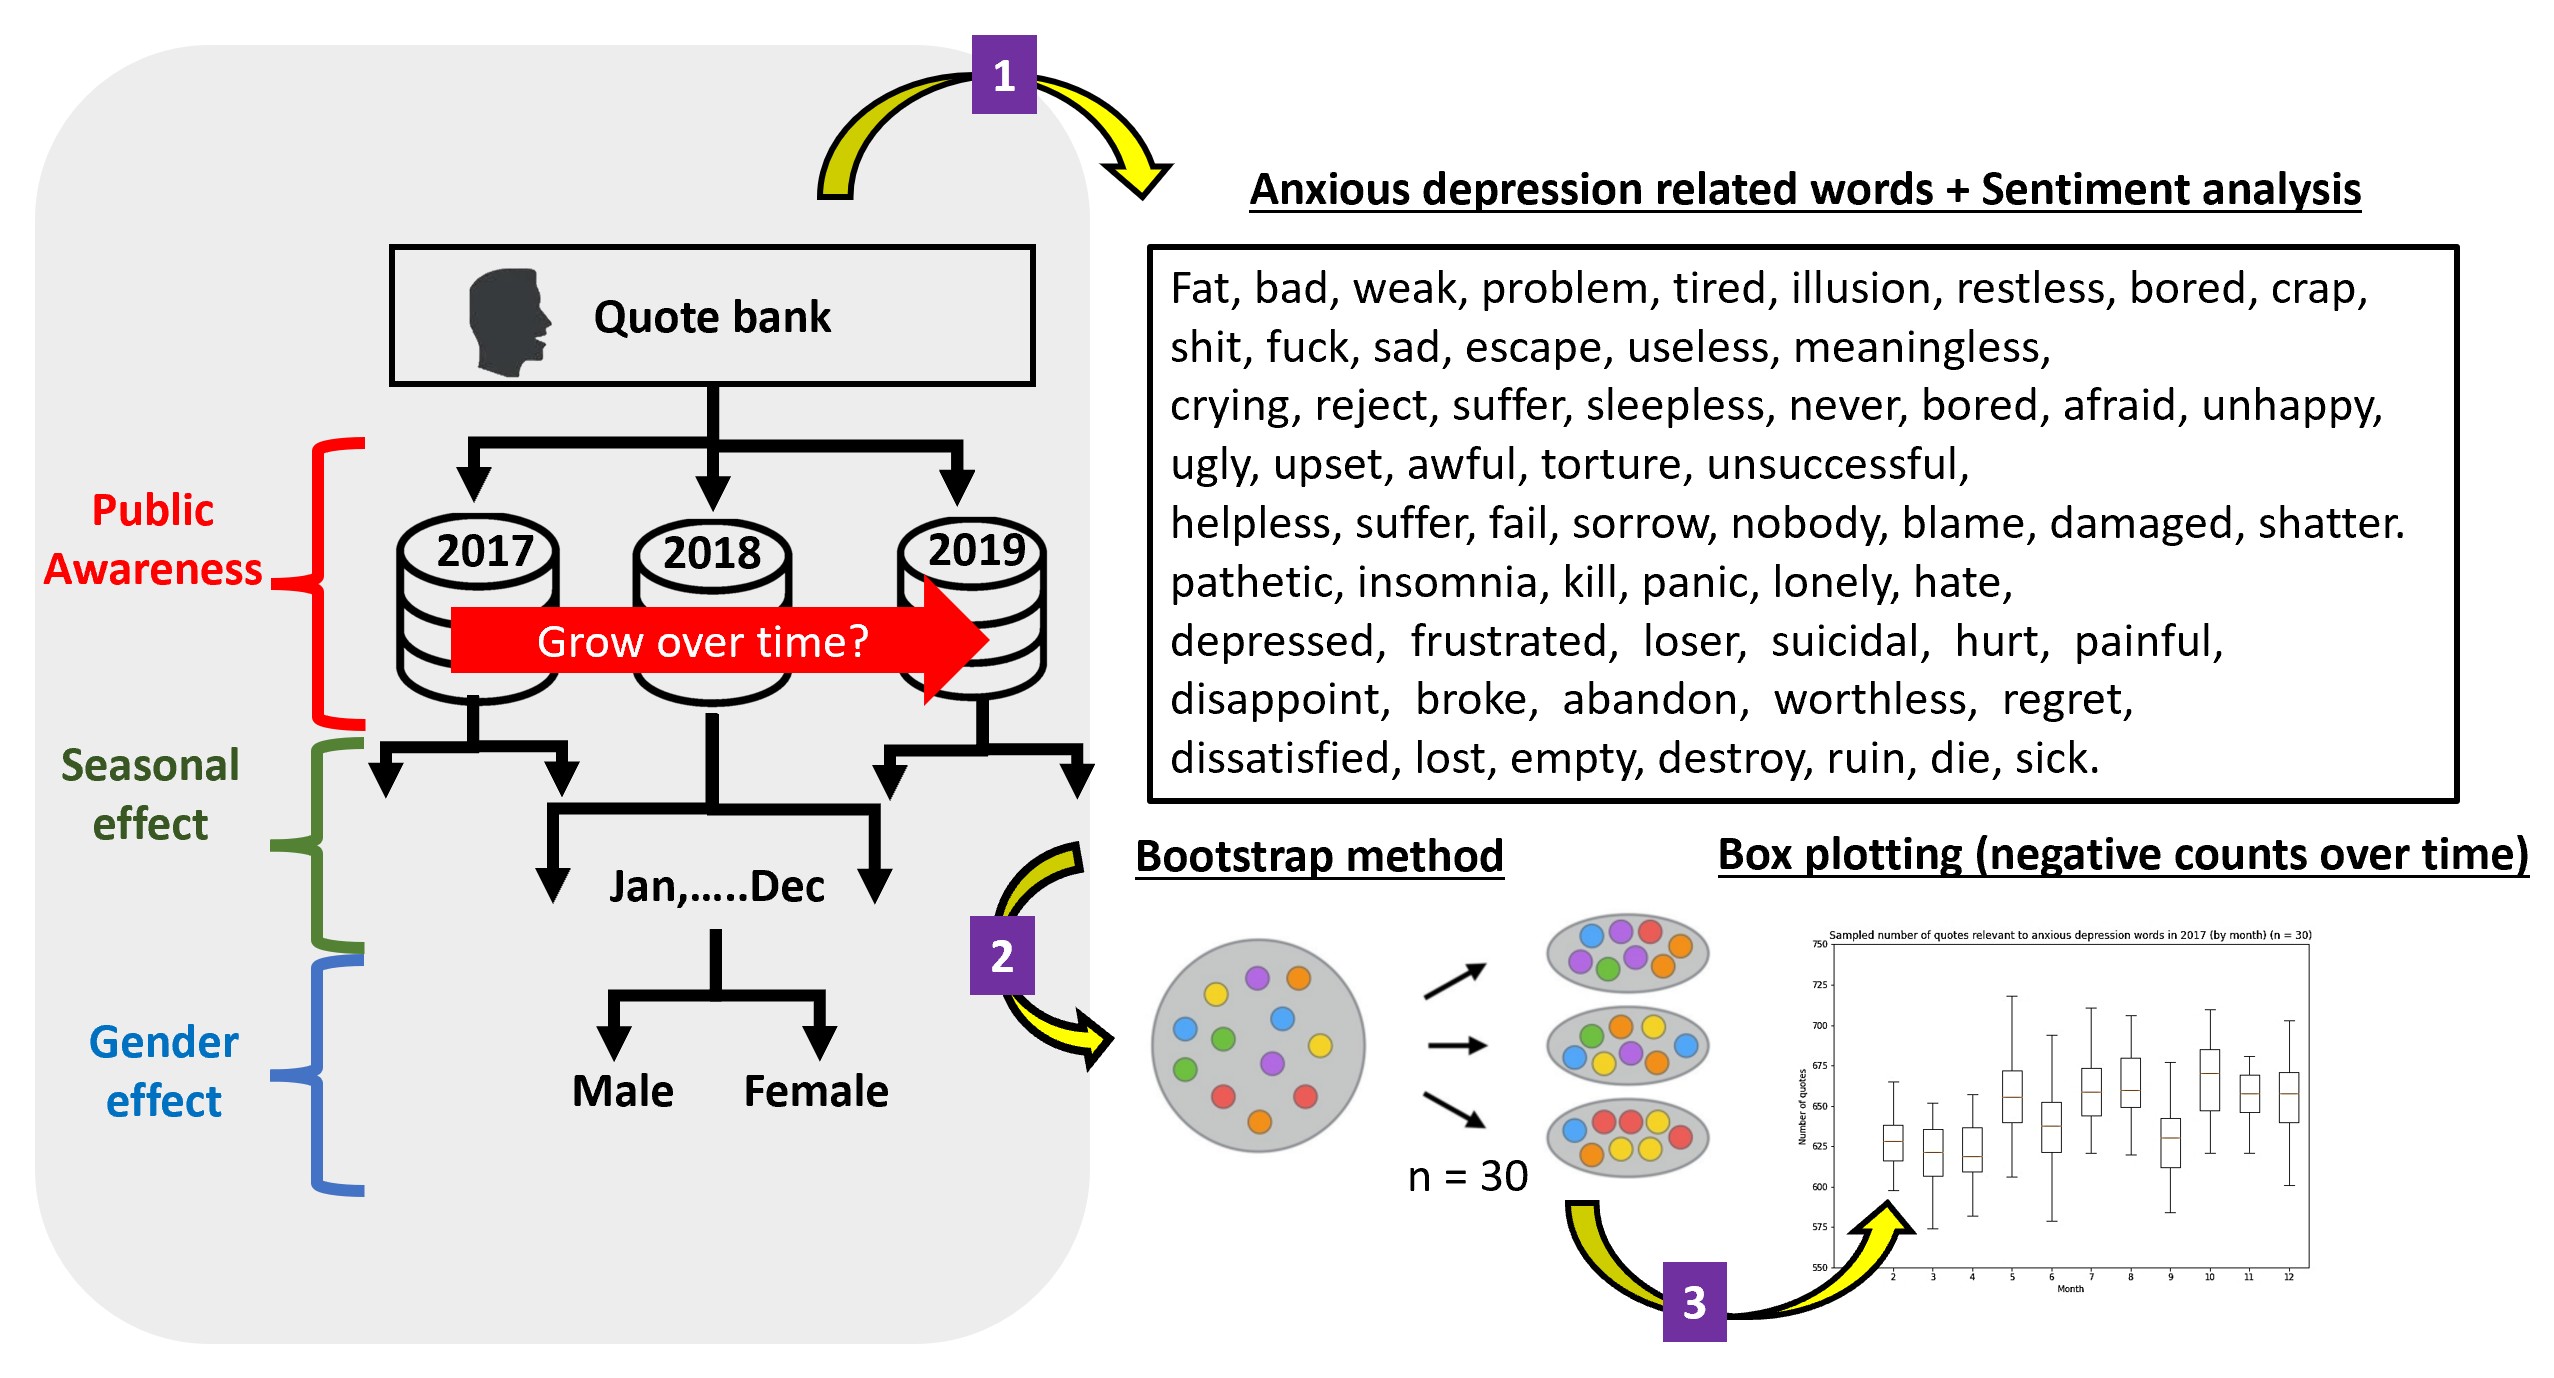 1
Anxious depression related words + Sentiment analysis
Quote bank
Fat, bad, weak, problem, tired, illusion, restless, bored, crap,
shit, fuck, sad, escape, useless, meaningless,
crying, reject, suffer, sleepless, never, bored, afraid, unhappy,
ugly, upset, awful, torture, unsuccessful,
helpless, suffer, fail, sorrow, nobody, blame, damaged, shatter.
pathetic, insomnia, kill, panic, lonely, hate,
depressed, frustrated, loser, suicidal, hurt, painful,
disappoint, broke, abandon, worthless, regret,
dissatisfied, lost, empty, destroy, ruin, die, sick.
Public
Awareness
2017
2018
2019
Grow over time?
Seasonal
effect
Jan,.....Dec
Gender
effect
Male
Female
2
Bootstrap method
n = 30
3
Box plotting (negative counts over time)
Sampled number of quotes relevant to anxious depression words in 2017 (by month) (n = 30)
Number of quotes
750
725
700
675
650
625
600
575
550
2 3 4 5 6 7 8 9 10 11 12
Month